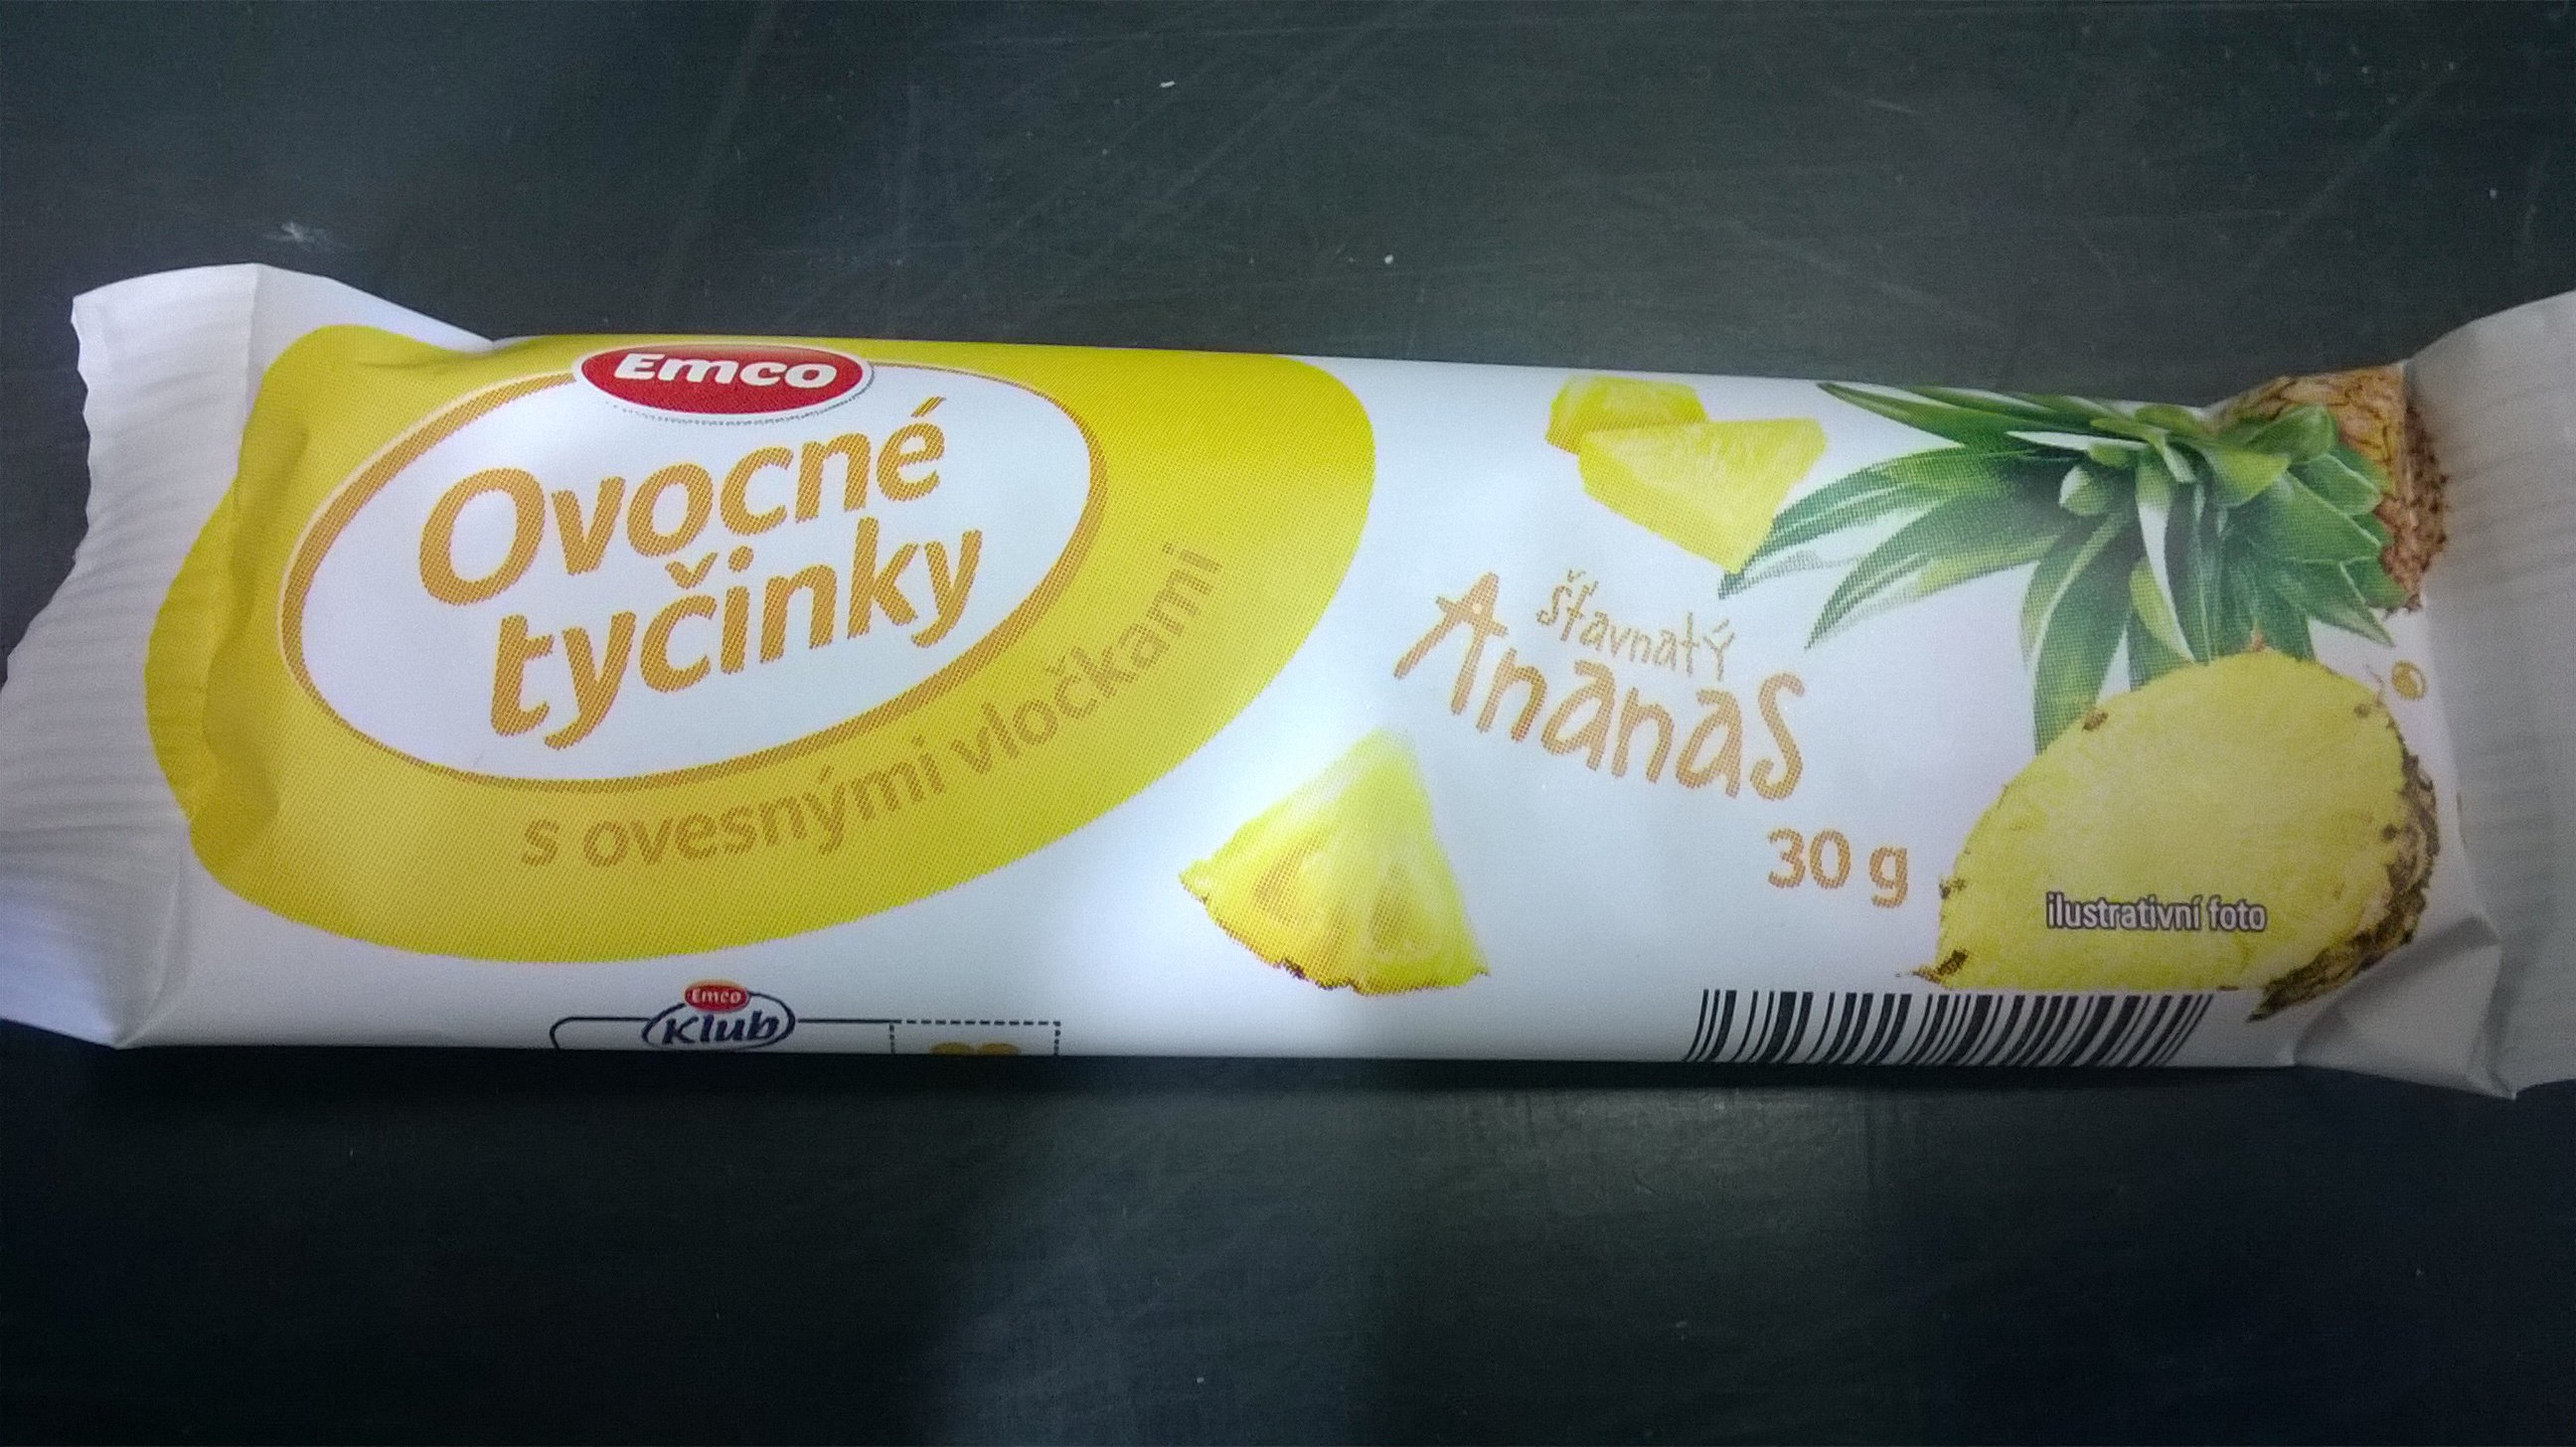 Emco
Ovocné
tyčinky
s ovesnými vločkami
šťavnatý
Ananas
30 g
ilustrativní foto
Emco
Klub